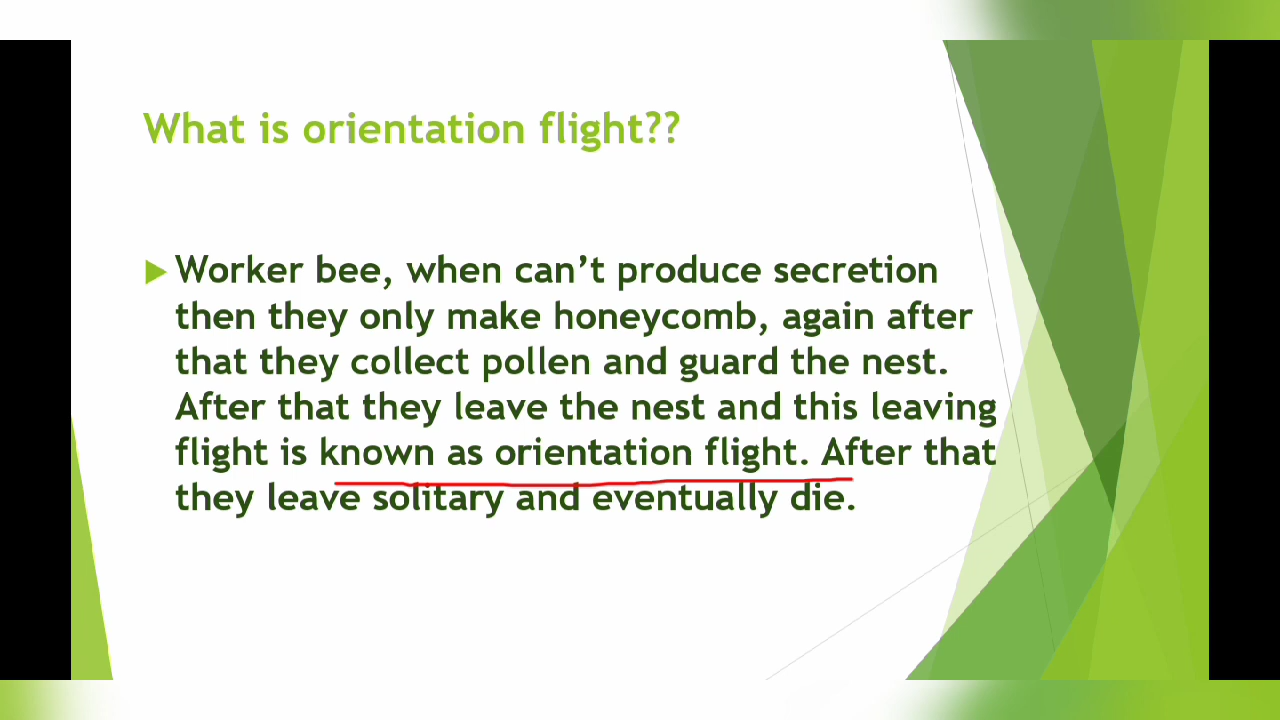 What is orientation flight??
Worker bee, when can't produce secretion
then they only make honeycomb, again after
that they collect pollen and guard the nest.
After that they leave the nest and this leaving
flight is known as orientation flight. After that
they leave solitary and eventually die.